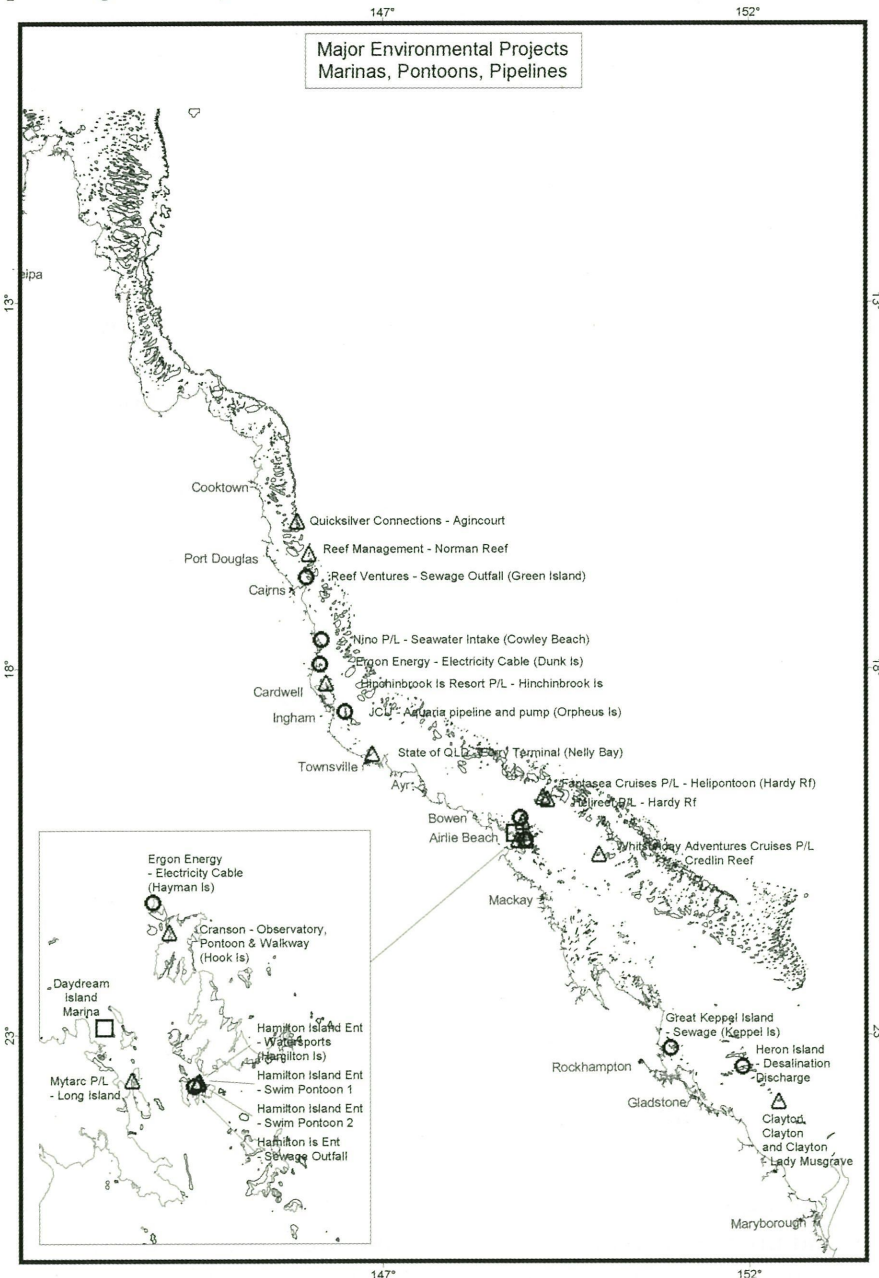 147°
152°
Major Environmental Projects
Marinas, Pontoons, Pipelines
eipa
13°
13°
Cooktown
Quicksilver Connections - Agincourt
Reef Management - Norman Reef
Port Douglas
Reef Ventures - Sewage Outfall (Green Island)
Cairns
Nino P/L - Seawater Intake (Cowley Beach)
Ergon Energy - Electricity Cable (Dunk Is)
18°
18°
Hinchinbrook Is Resort P/L - Hinchinbrook Is
Cardwell
JCU - Aquaria pipeline and pump (Orpheus Is)
Ingham
State of QLD - Ferry Terminal (Nelly Bay)
Townsville
Ayr
Fantasea Cruises P/L - Helipontoon (Hardy Rf)
Helireef P/L - Hardy Rf
Bowen
Airlie Beach
Whitsunday Adventures Cruises P/L
- Credlin Reef
Mackay
Ergon Energy
- Electricity Cable
(Hayman Is)
Cranson - Observatory,
Pontoon & Walkway
(Hook Is)
Daydream
Island
Marina
Hamilton Island Ent
- Watersports
(Hamilton Is)
Mytarc P/L
- Long Island
Hamilton Island Ent
- Swim Pontoon 1
Hamilton Island Ent
- Swim Pontoon 2
Hamilton Is Ent
- Sewage Outfall
23°
23°
Great Keppel Island
- Sewage (Keppel Is)
Rockhampton
Heron Island
- Desalination
Discharge
Gladstone
Clayton,
Clayton
and Clayton
- Lady Musgrave
Maryborough
147°
152°